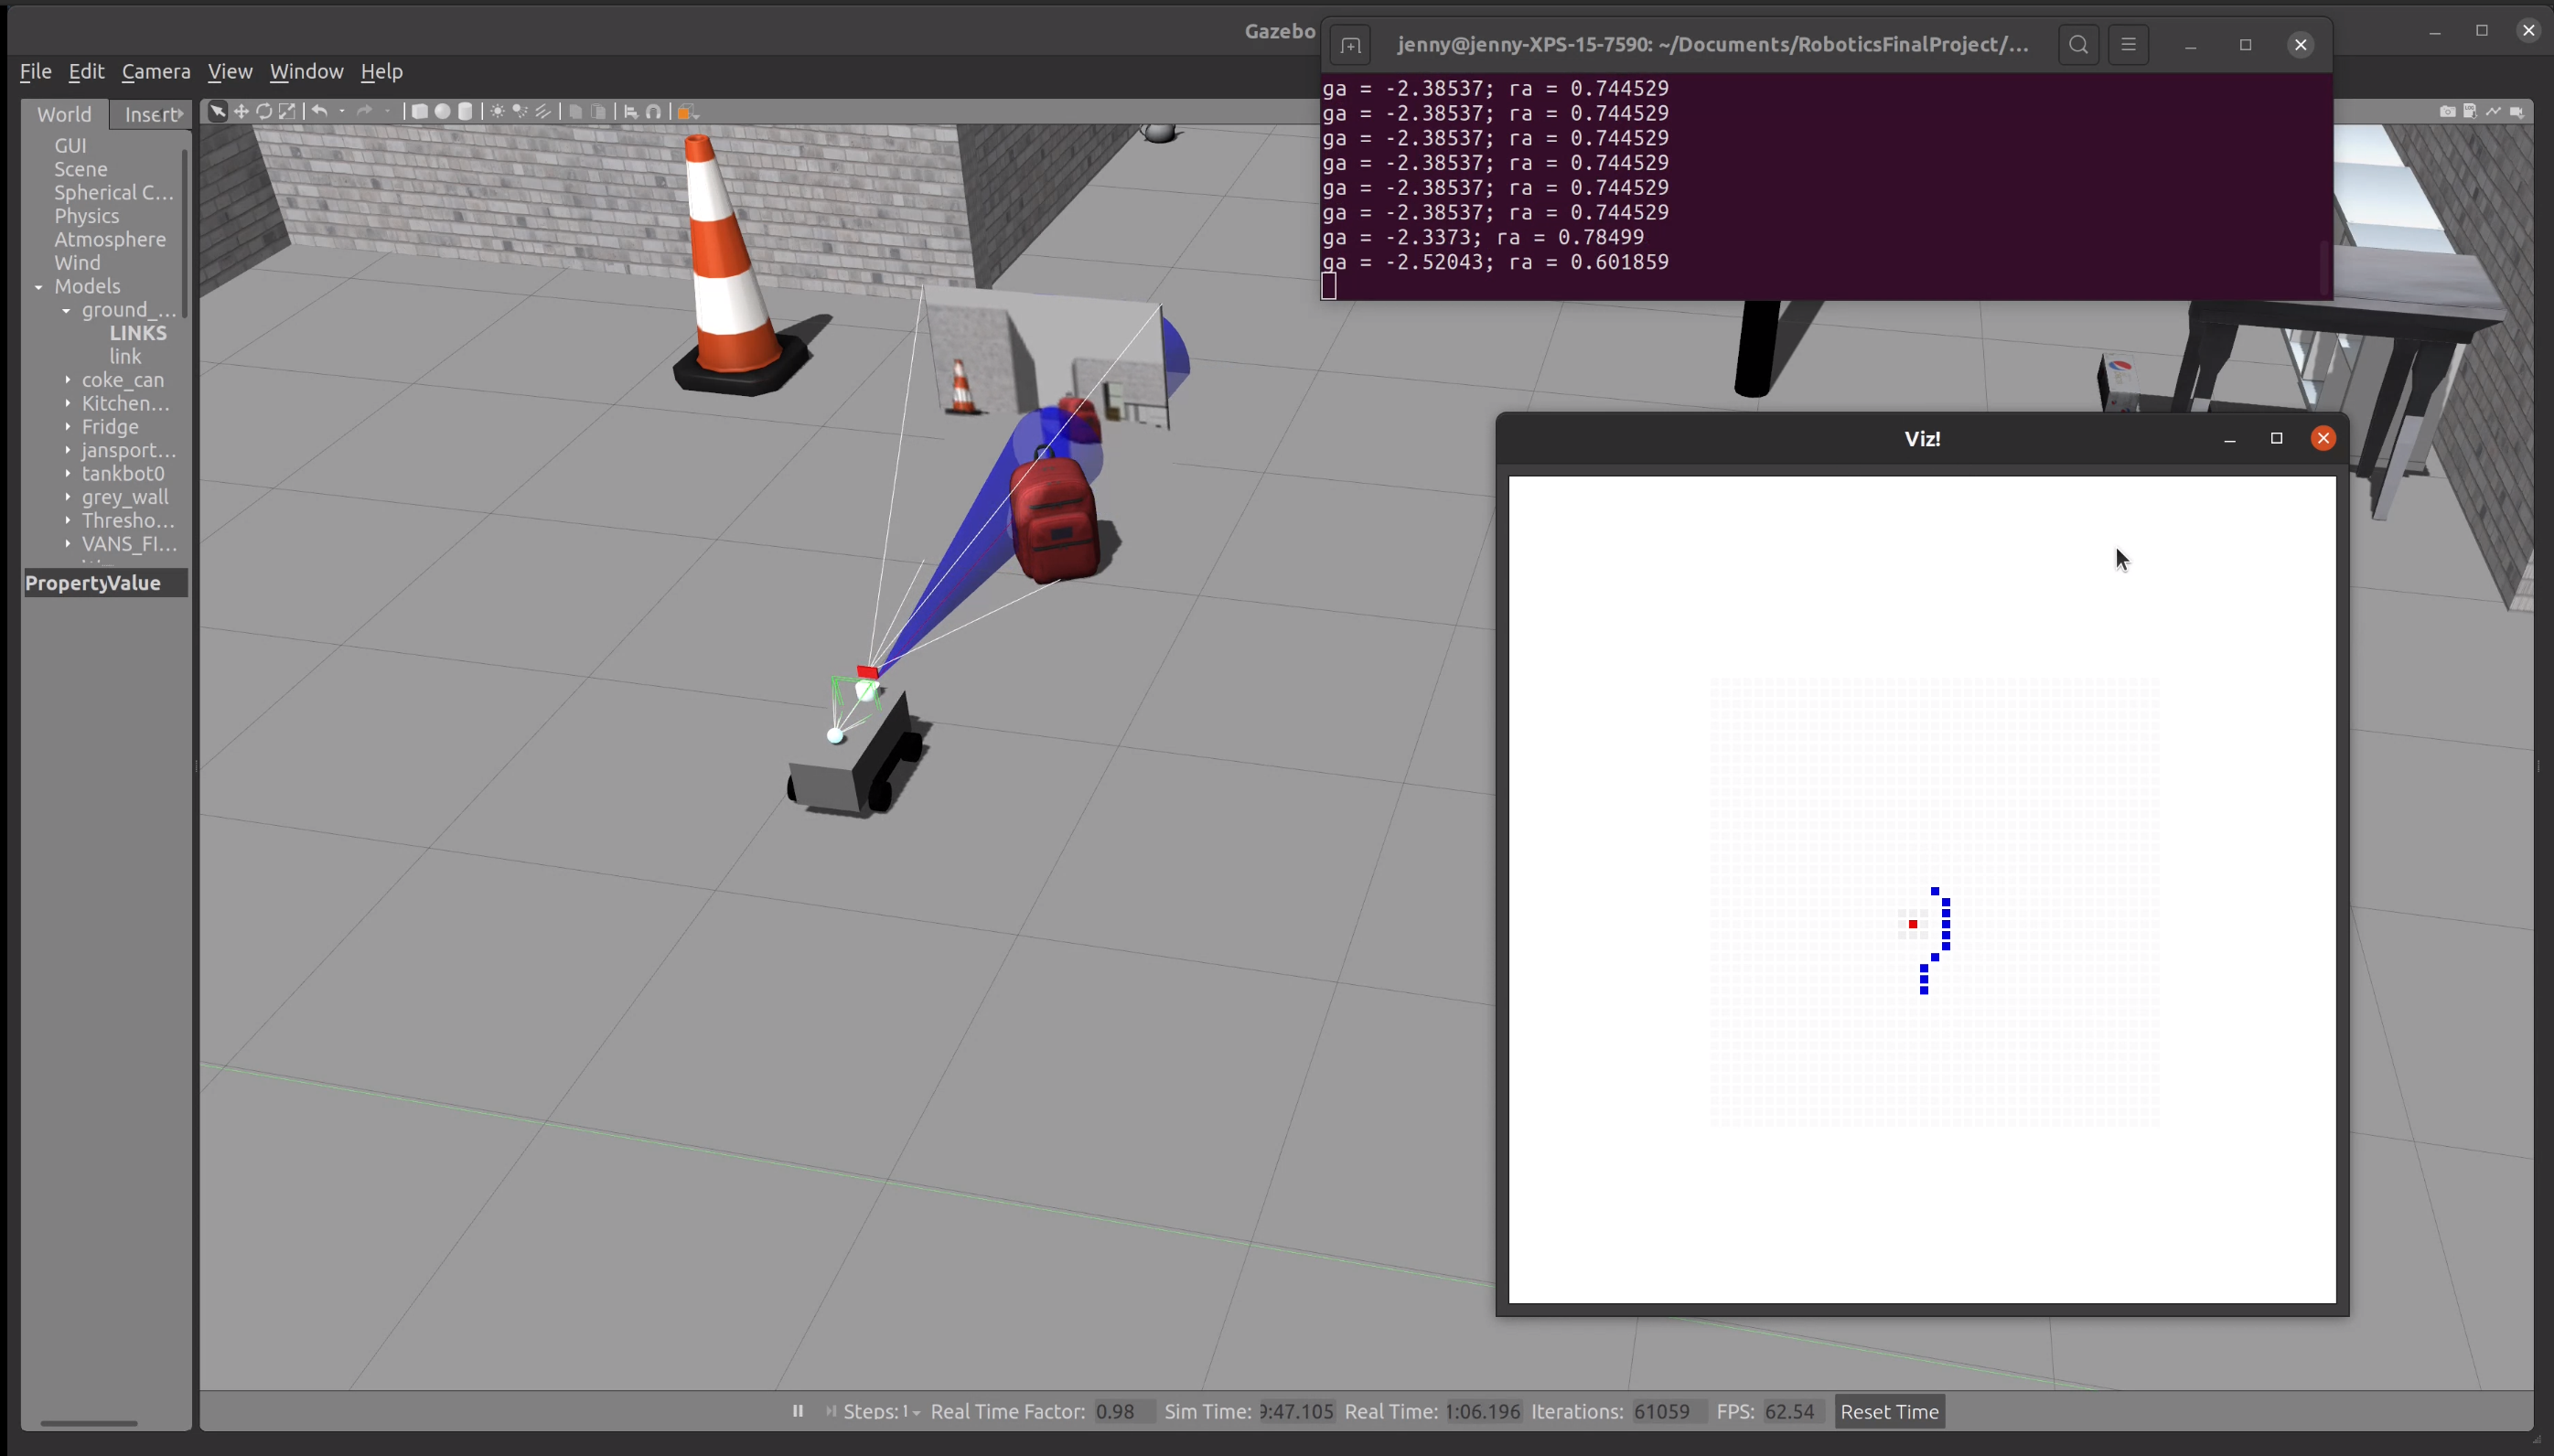 Gazebo
jenny@jenny-XPS-15-7590: ~/Documents/RoboticsFinalProject/...
File Edit Camera View Window Help
World Insert
GUI
Scene
Spherical C...
Physics
Atmosphere
Wind
Models
ground_...
LINKS
link
coke_can
Kitchen...
Fridge
jansport...
tankbot0
grey_wall
Thresho...
VANS_FI...
Property Value
ga = -2.38537; ra = 0.744529
ga = -2.38537; ra = 0.744529
ga = -2.38537; ra = 0.744529
ga = -2.38537; ra = 0.744529
ga = -2.38537; ra = 0.744529
ga = -2.38537; ra = 0.744529
ga = -2.3373; ra = 0.78499
ga = -2.52043; ra = 0.601859
Viz!
Steps: 1 Real Time Factor: 0.98 Sim Time: 9:47.105 Real Time: 1:06.196 Iterations: 61059 FPS: 62.54 Reset Time